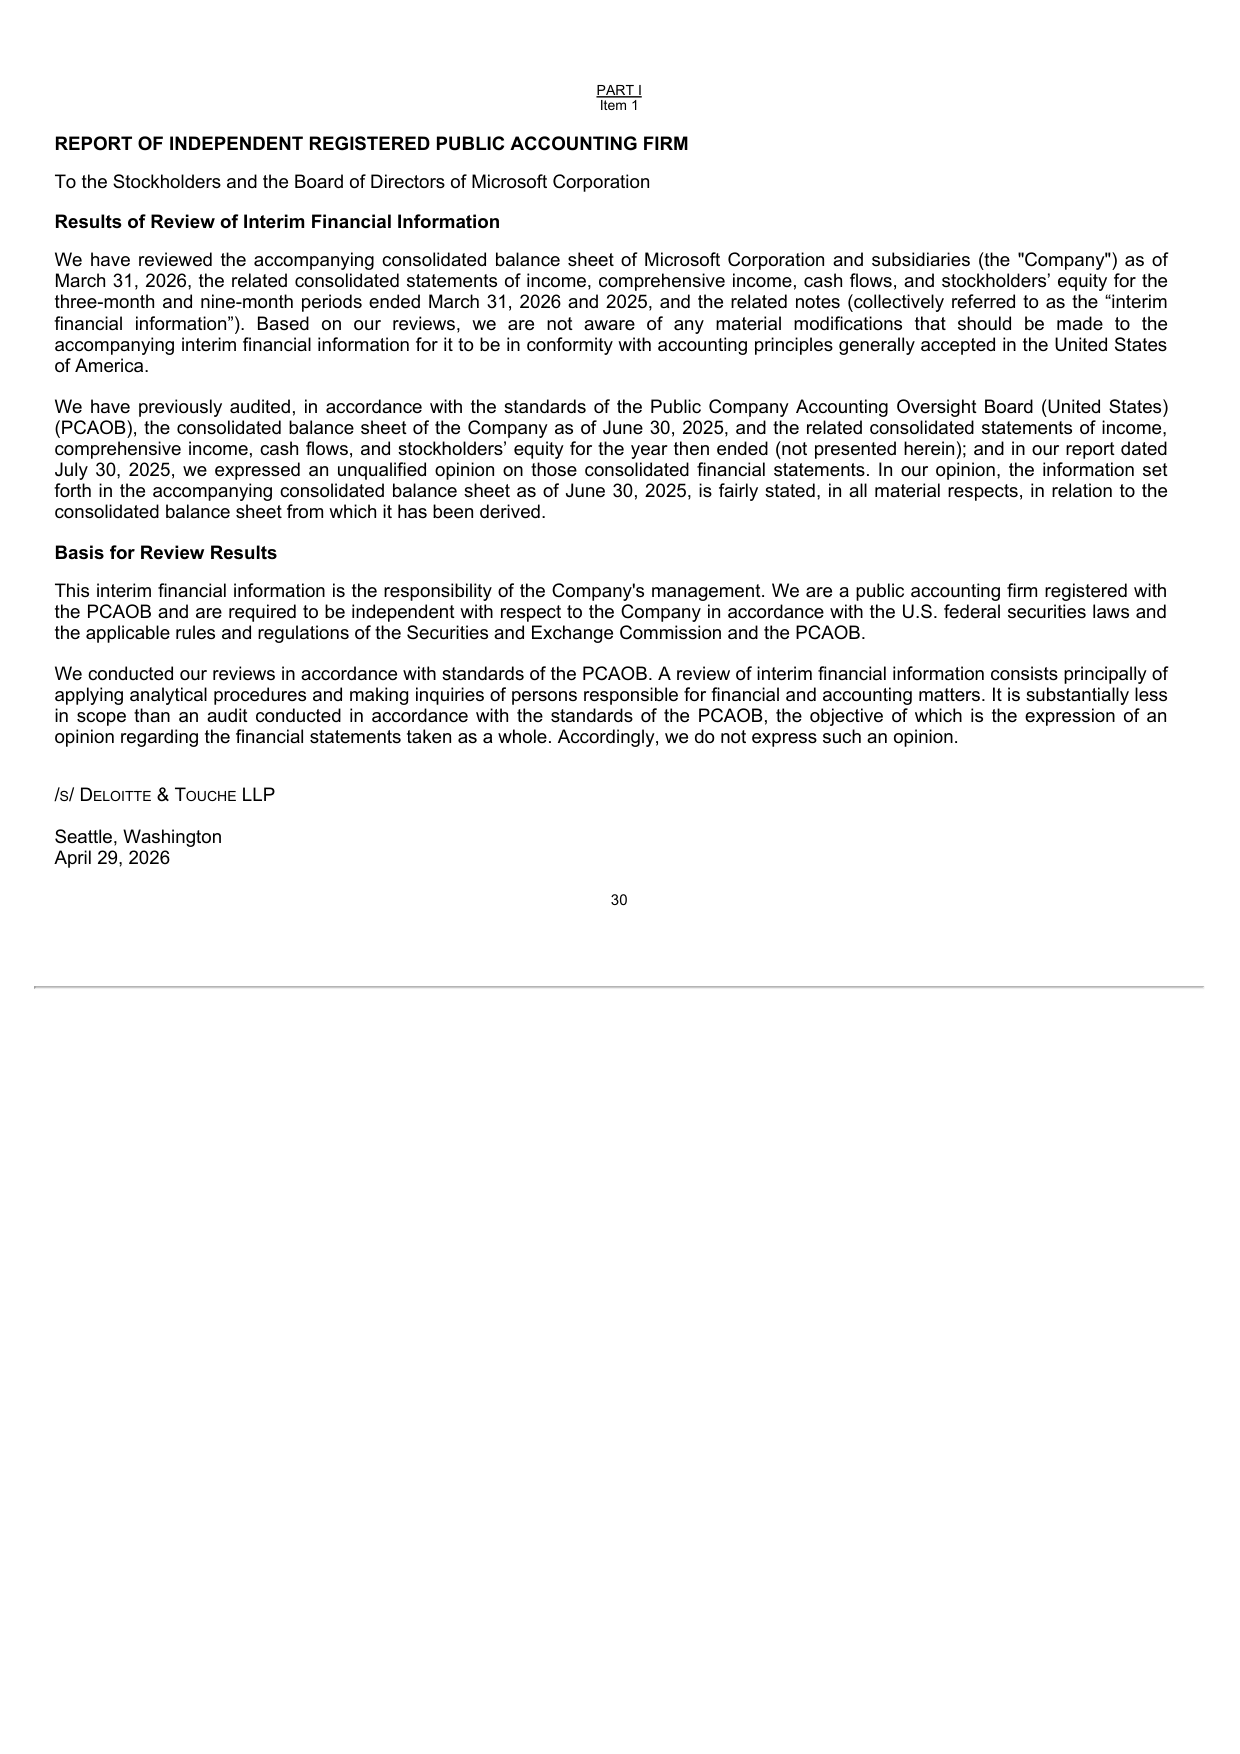 PART I
Item 1
REPORT OF INDEPENDENT REGISTERED PUBLIC ACCOUNTING FIRM
To the Stockholders and the Board of Directors of Microsoft Corporation
Results of Review of Interim Financial Information
We have reviewed the accompanying consolidated balance sheet of Microsoft Corporation and subsidiaries (the "Company") as of
March 31, 2026, the related consolidated statements of income, comprehensive income, cash flows, and stockholders’ equity for the
three-month and nine-month periods ended March 31, 2026 and 2025, and the related notes (collectively referred to as the “interim
financial information”). Based on our reviews, we are not aware of any material modifications that should be made to the
accompanying interim financial information for it to be in conformity with accounting principles generally accepted in the United States
of America.
We have previously audited, in accordance with the standards of the Public Company Accounting Oversight Board (United States)
(PCAOB), the consolidated balance sheet of the Company as of June 30, 2025, and the related consolidated statements of income,
comprehensive income, cash flows, and stockholders’ equity for the year then ended (not presented herein); and in our report dated
July 30, 2025, we expressed an unqualified opinion on those consolidated financial statements. In our opinion, the information set
forth in the accompanying consolidated balance sheet as of June 30, 2025, is fairly stated, in all material respects, in relation to the
consolidated balance sheet from which it has been derived.
Basis for Review Results
This interim financial information is the responsibility of the Company's management. We are a public accounting firm registered with
the PCAOB and are required to be independent with respect to the Company in accordance with the U.S. federal securities laws and
the applicable rules and regulations of the Securities and Exchange Commission and the PCAOB.
We conducted our reviews in accordance with standards of the PCAOB. A review of interim financial information consists principally of
applying analytical procedures and making inquiries of persons responsible for financial and accounting matters. It is substantially less
in scope than an audit conducted in accordance with the standards of the PCAOB, the objective of which is the expression of an
opinion regarding the financial statements taken as a whole. Accordingly, we do not express such an opinion.
/S/ DELOITTE & TOUCHE LLP
Seattle, Washington
April 29, 2026
30